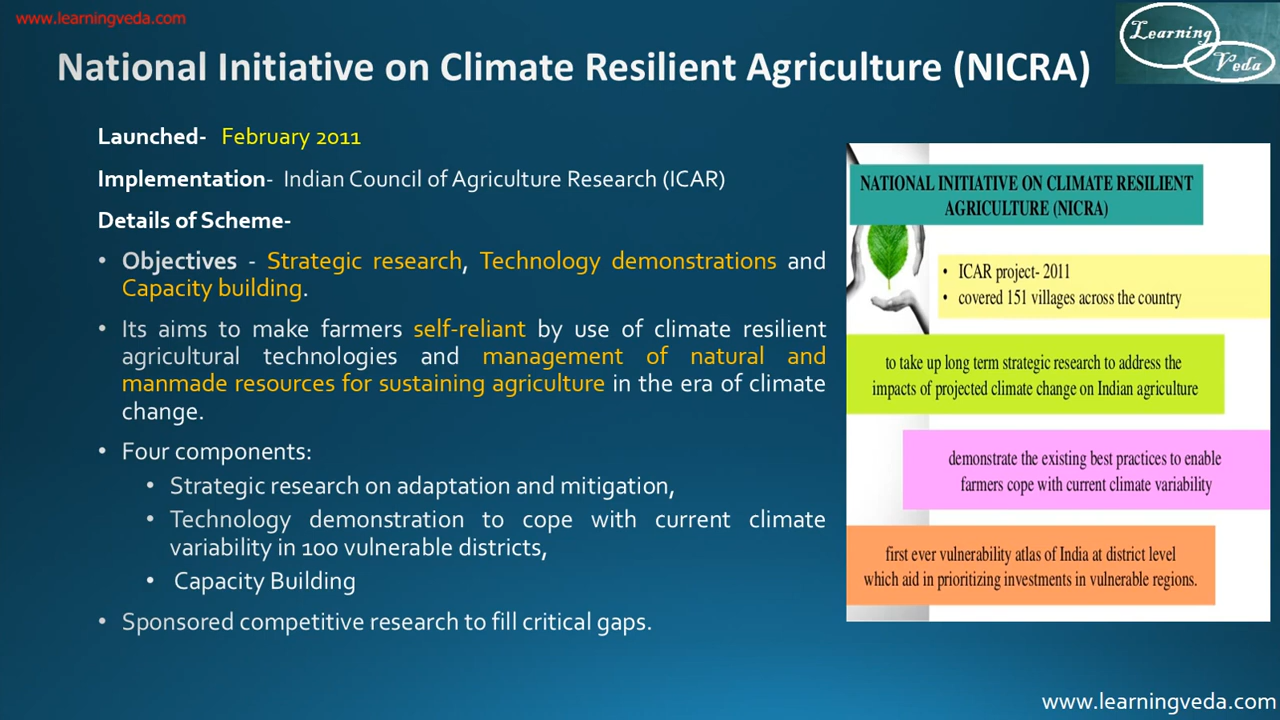 www.learningveda.com
Learning
Veda
National Initiative on Climate Resilient Agriculture (NICRA)
Launched- February 2011
Implementation- Indian Council of Agriculture Research (ICAR)
Details of Scheme-
• Objectives - Strategic research, Technology demonstrations and
Capacity building.
• Its aims to make farmers self-reliant by use of climate resilient
agricultural technologies and management of natural and
manmade resources for sustaining agriculture in the era of climate
change.
• Four components:
• Strategic research on adaptation and mitigation,
• Technology demonstration to cope with current climate
variability in 100 vulnerable districts,
• Capacity Building
• Sponsored competitive research to fill critical gaps.
NATIONAL INITIATIVE ON CLIMATE RESILIENT
AGRICULTURE (NICRA)
• ICAR project- 2011
• covered 151 villages across the country
to take up long term strategic research to address the
impacts of projected climate change on Indian agriculture
demonstrate the existing best practices to enable
farmers cope with current climate variability
first ever vulnerability atlas of India at district level
which aid in prioritizing investments in vulnerable regions.
www.learningveda.com